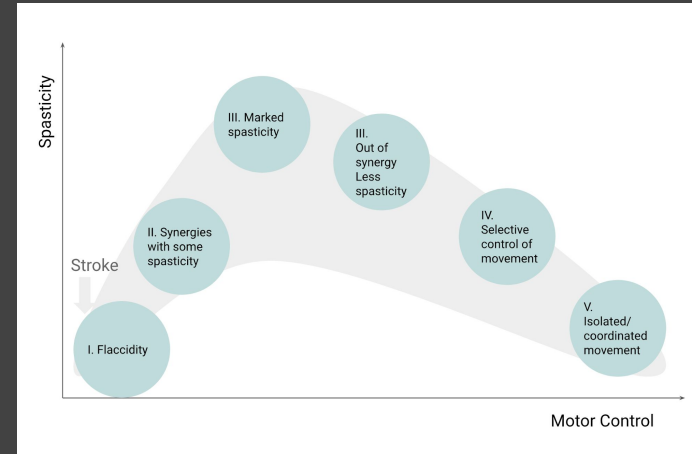 Spasticity
III. Marked
spasticity
III.
Out of
synergy
Less
spasticity
II. Synergies
with some
spasticity
IV.
Selective
control of
movement
Stroke
V.
Isolated/
coordinated
movement
I. Flaccidity
Motor Control